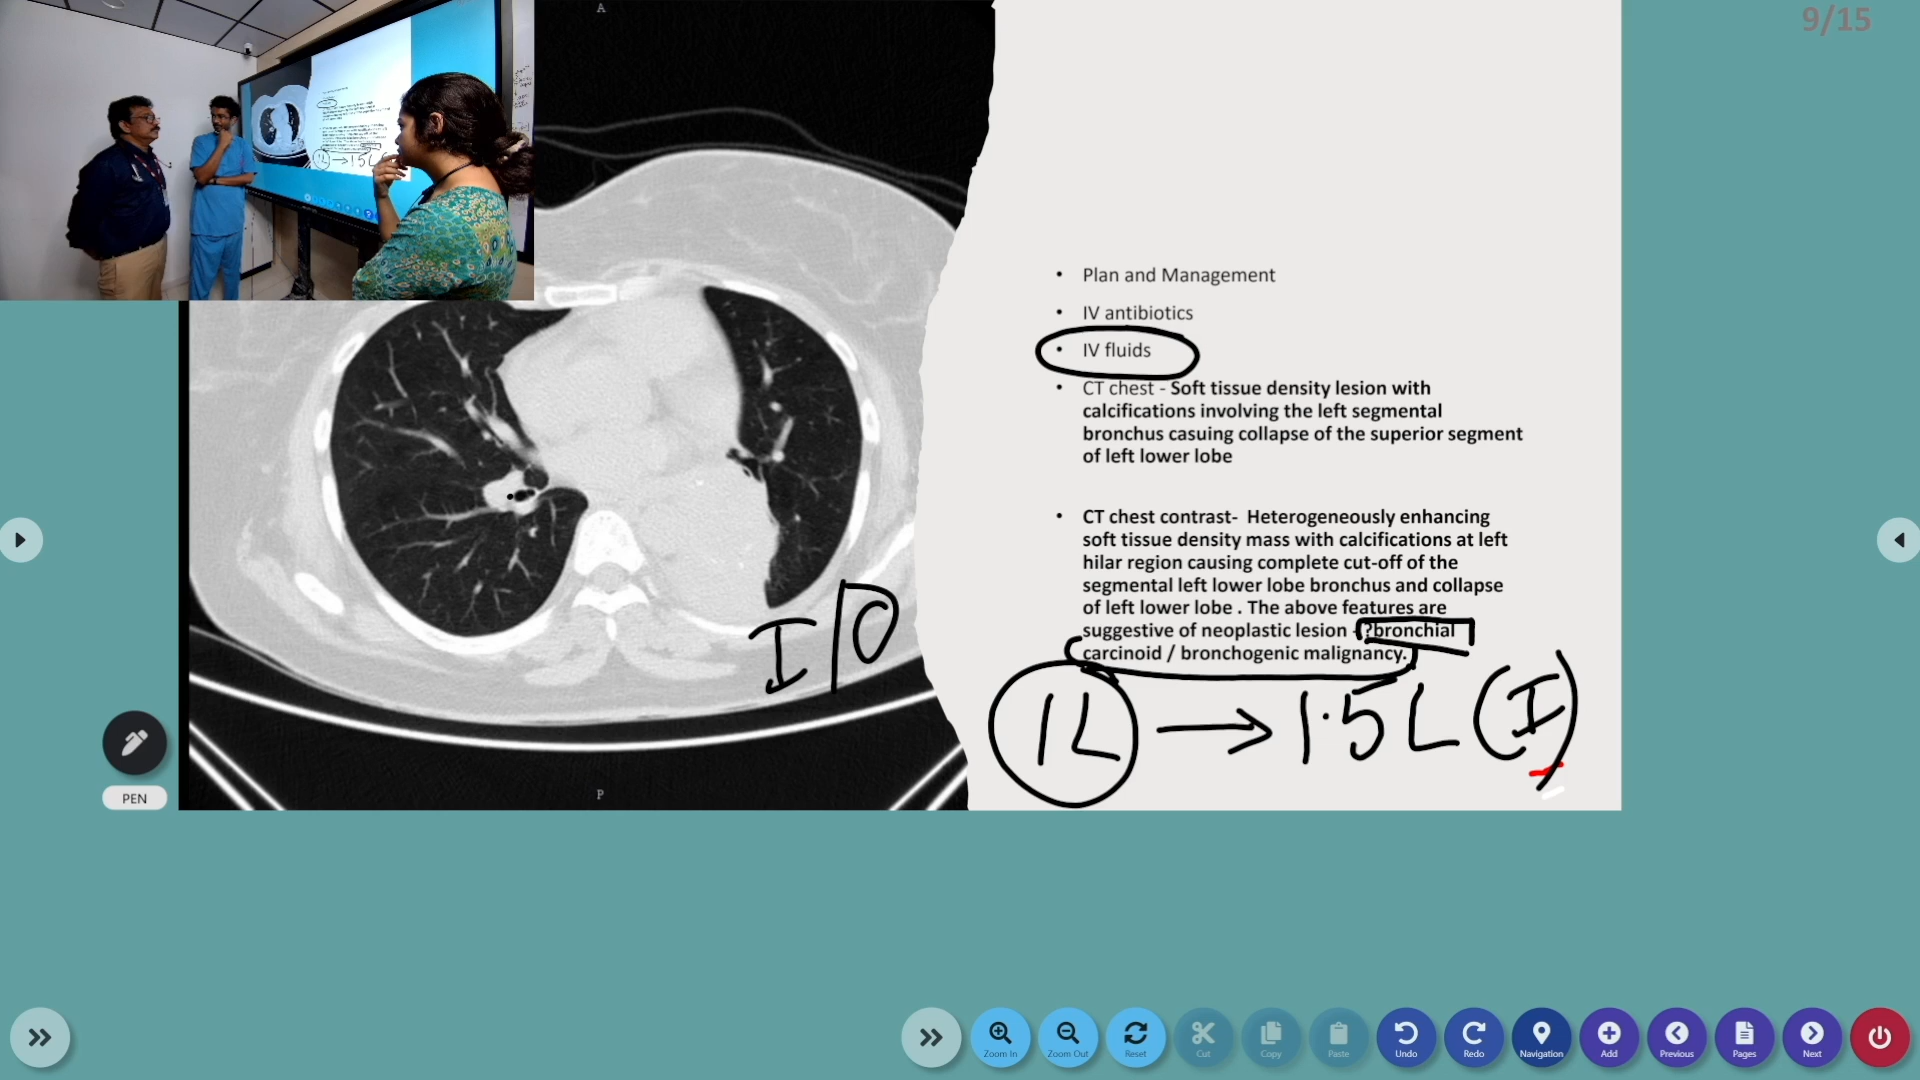 9/15
A
• Plan and Management
• IV antibiotics
• IV fluids
• CT chest - Soft tissue density lesion with
calcifications involving the left segmental
bronchus casuing collapse of the superior segment
of left lower lobe
• CT chest contrast- Heterogeneously enhancing
soft tissue density mass with calcifications at left
hilar region causing complete cut-off of the
segmental left lower lobe bronchus and collapse
of left lower lobe . The above features are
suggestive of neoplastic lesion - ?bronchial
carcinoid / bronchogenic malignancy.
I/O
1L → 1.5L (I)
P
PEN
Zoom In
Zoom Out
Reset
Cut
Copy
Paste
Undo
Redo
Navigation
Add
Previous
Pages
Next